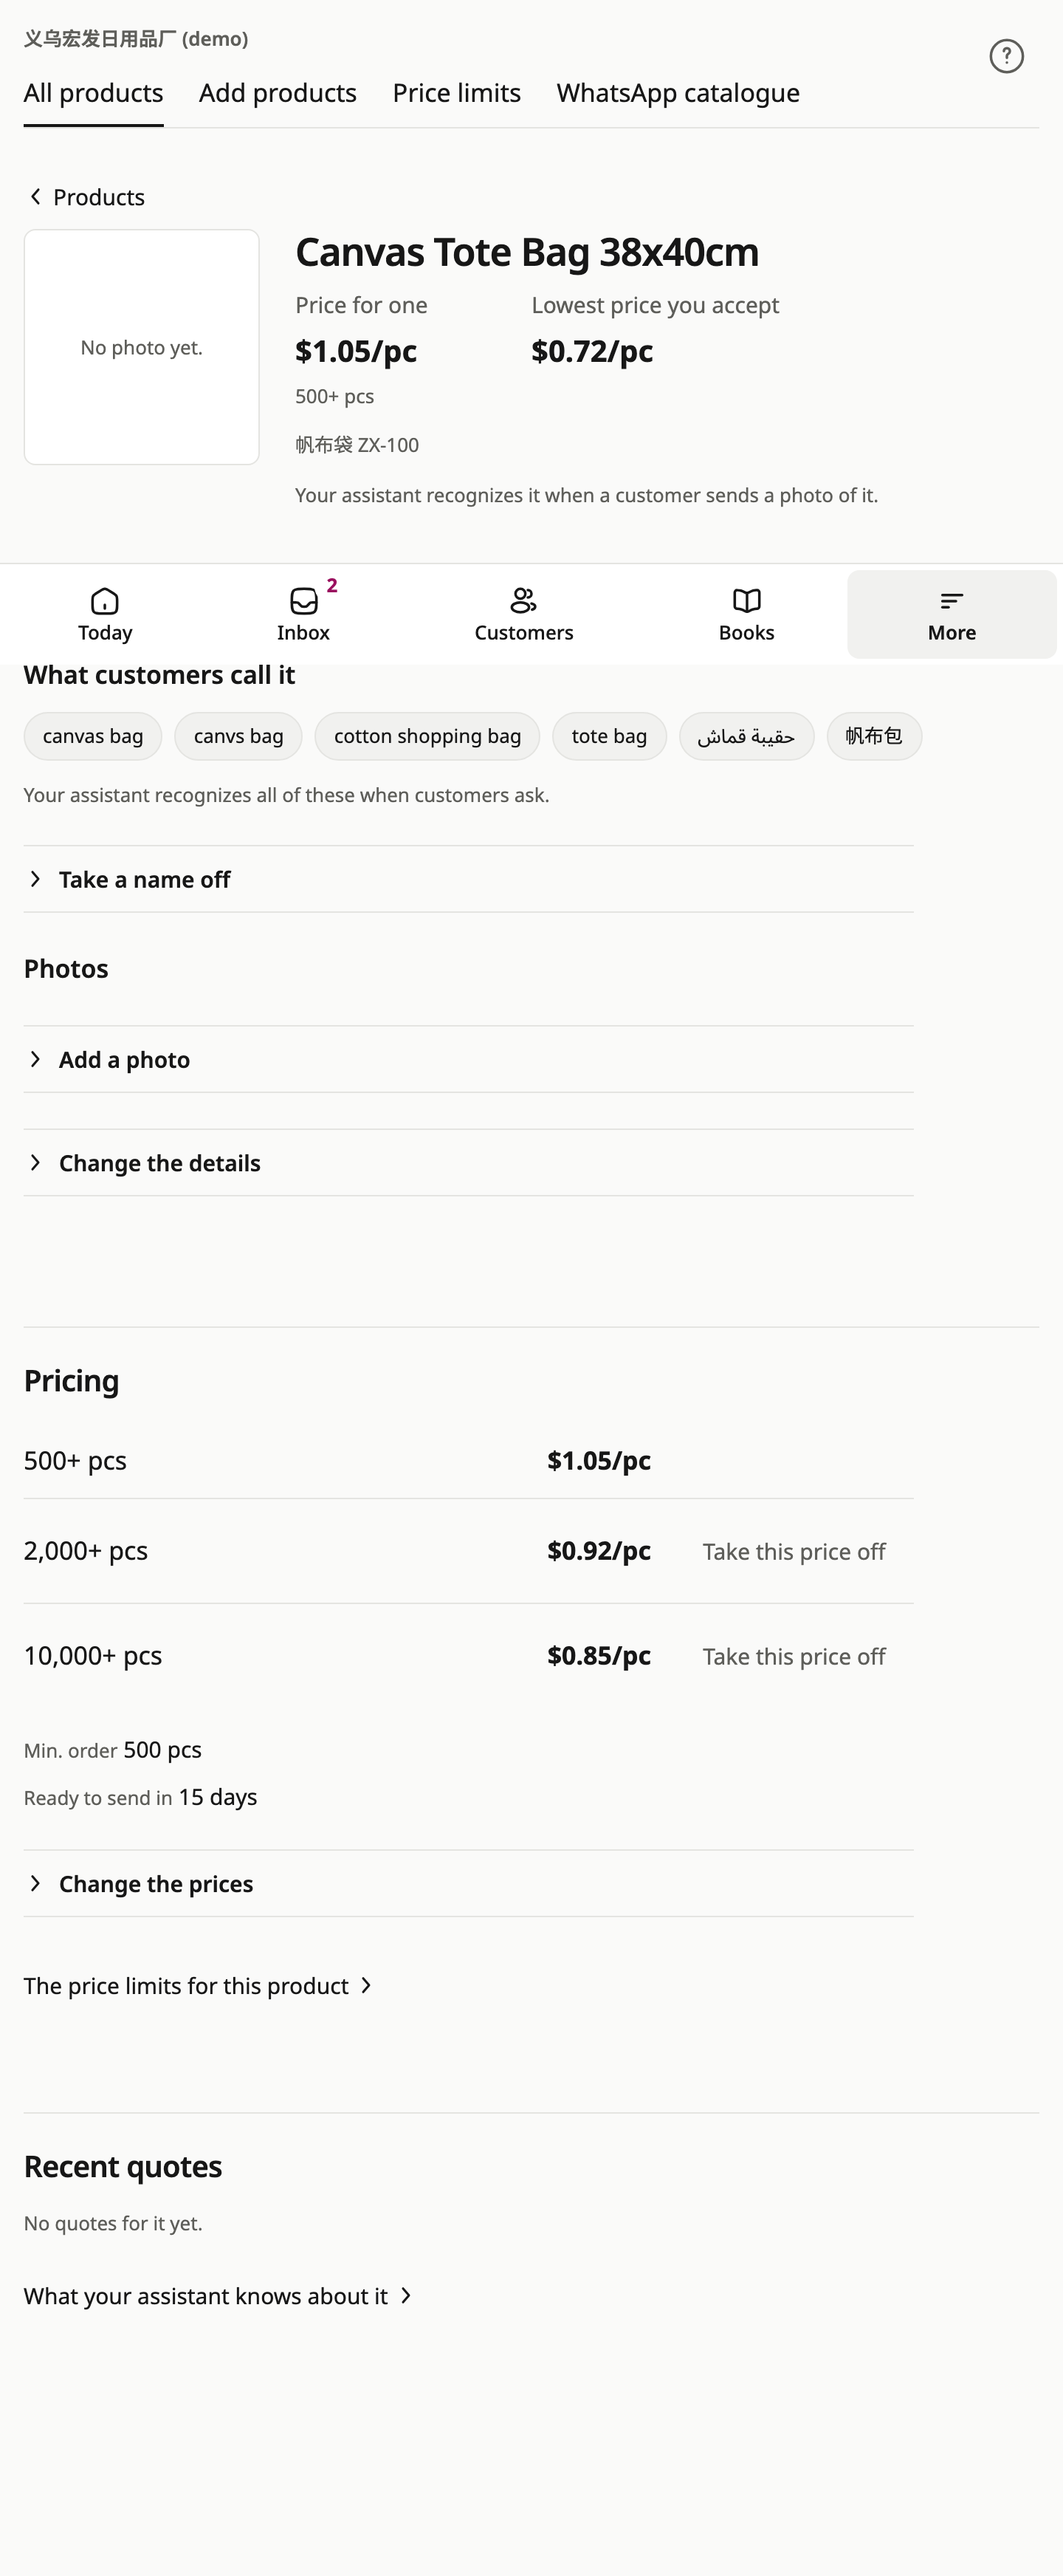 义乌宏发日用品厂 (demo)
All products Add products Price limits WhatsApp catalogue
Products
No photo yet.
Canvas Tote Bag 38x40cm
Price for one Lowest price you accept
$1.05/pc $0.72/pc
500+ pcs
帆布袋 ZX-100
Your assistant recognizes it when a customer sends a photo of it.
2
Today Inbox Customers Books More
What customers call it
canvas bag canvs bag cotton shopping bag tote bag حقيبة قماش 帆布包
Your assistant recognizes all of these when customers ask.
Take a name off
Photos
Add a photo
Change the details
Pricing
500+ pcs $1.05/pc
2,000+ pcs $0.92/pc Take this price off
10,000+ pcs $0.85/pc Take this price off
Min. order 500 pcs
Ready to send in 15 days
Change the prices
The price limits for this product
Recent quotes
No quotes for it yet.
What your assistant knows about it